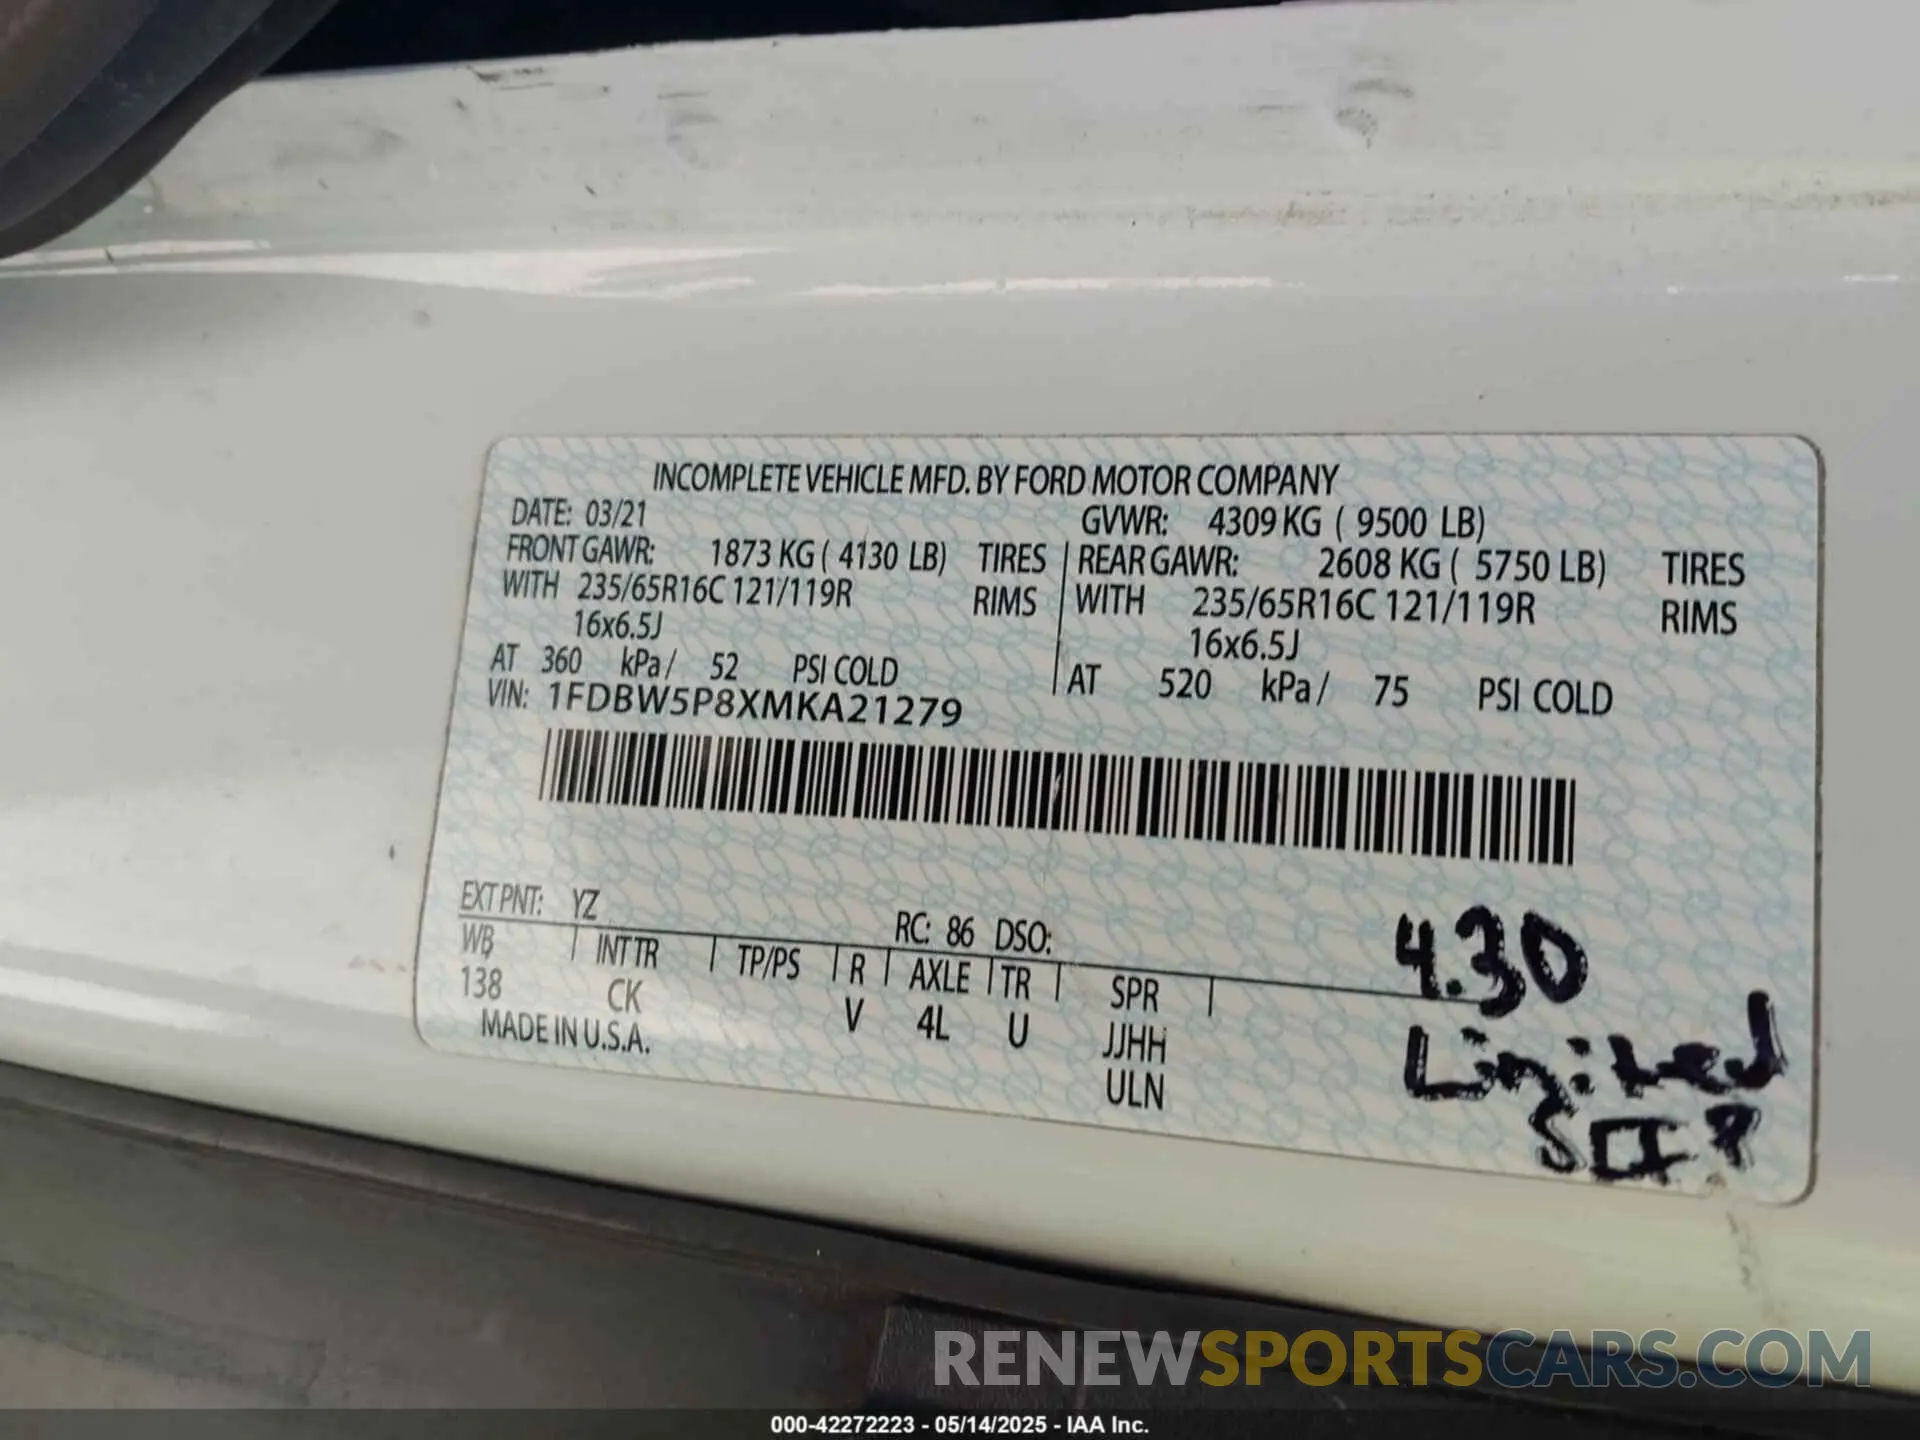 INCOMPLETE VEHICLE MFD. BY FORD MOTOR COMPANY
DATE: 03/21 GVWR: 4309 KG ( 9500 LB)
FRONT GAWR: 1873 KG ( 4130 LB) TIRES REAR GAWR: 2608 KG ( 5750 LB) TIRES
WITH 235/65R16C 121/119R RIMS WITH 235/65R16C 121/119R RIMS
16x6.5J 16x6.5J
AT 360 kPa/ 52 PSI COLD AT 520 kPa/ 75 PSI COLD
VIN: 1FDBW5P8XMKA21279
EXT PNT: YZ RC: 86 DSO:
WB INT TR TP/PS R AXLE TR SPR
138 CK V 4L U JJHH
MADE IN U.S.A. ULN
4.30
Limited
RENEWSPORTSCARS.COM
000-42272223 - 05/14/2025 - IAA Inc.